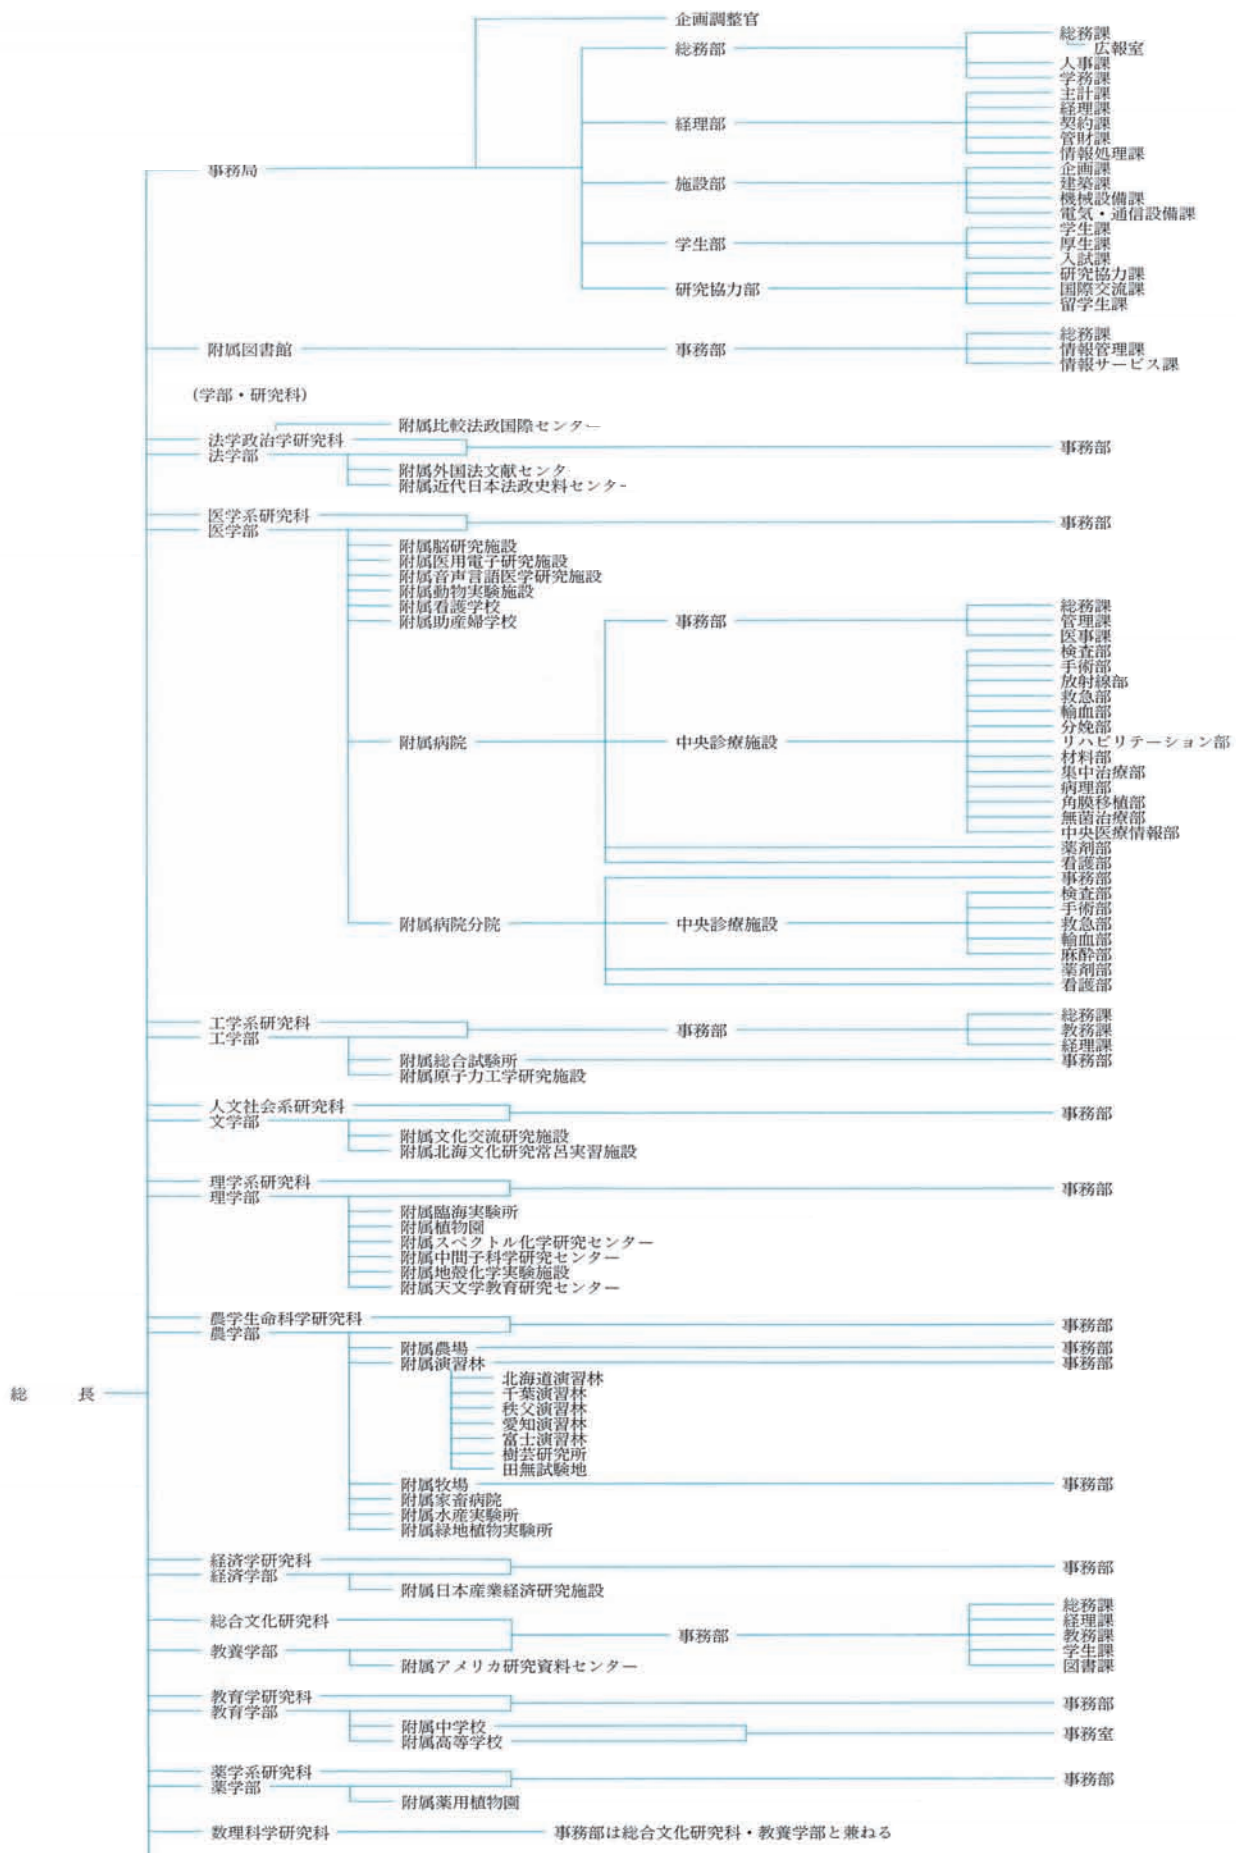 企画調整官
総務部
総務課
広報室
人事課
学務課
経理部
主計課
経理課
契約課
管財課
情報処理課
事務局
施設部
企画課
建築課
機械設備課
電気・通信設備課
学生部
学生課
厚生課
入試課
研究協力部
研究協力課
国際交流課
留学生課
附属図書館
事務部
総務課
情報管理課
情報サービス課
(学部・研究科)
附属比較法政国際センター
法学政治学研究科
法学部
事務部
附属外国法文献センタ
附属近代日本法政史料センター
医学系研究科
医学部
事務部
附属脳研究施設
附属医用電子研究施設
附属音声言語医学研究施設
附属動物実験施設
附属看護学校
附属助産婦学校
附属病院
事務部
総務課
管理課
医事課
中央診療施設
検査部
手術部
放射線部
救急部
輸血部
分娩部
リハビリテーション部
材料部
集中治療部
病理部
角膜移植部
無菌治療部
中央医療情報部
薬剤部
看護部
附属病院分院
事務部
中央診療施設
検査部
手術部
救急部
輸血部
麻酔部
薬剤部
看護部
工学系研究科
工学部
事務部
総務課
教務課
経理課
附属総合試験所
事務部
附属原子力工学研究施設
人文社会系研究科
文学部
事務部
附属文化交流研究施設
附属北海文化研究常呂実習施設
理学系研究科
理学部
事務部
附属臨海実験所
附属植物園
附属スペクトル化学研究センター
附属中間子科学研究センター
附属地殻化学実験施設
附属天文学教育研究センター
農学生命科学研究科
農学部
事務部
附属農場
事務部
附属演習林
事務部
総 長
北海道演習林
千葉演習林
秩父演習林
愛知演習林
富士演習林
樹芸研究所
田無試験地
附属牧場
事務部
附属家畜病院
附属水産実験所
附属緑地植物実験所
経済学研究科
経済学部
事務部
附属日本産業経済研究施設
総合文化研究科
教養学部
事務部
総務課
経理課
教務課
学生課
図書課
附属アメリカ研究資料センター
教育学研究科
教育学部
事務部
附属中学校
附属高等学校
事務室
薬学系研究科
薬学部
事務部
附属薬用植物園
数理科学研究科
事務部は総合文化研究科・教養学部と兼ねる